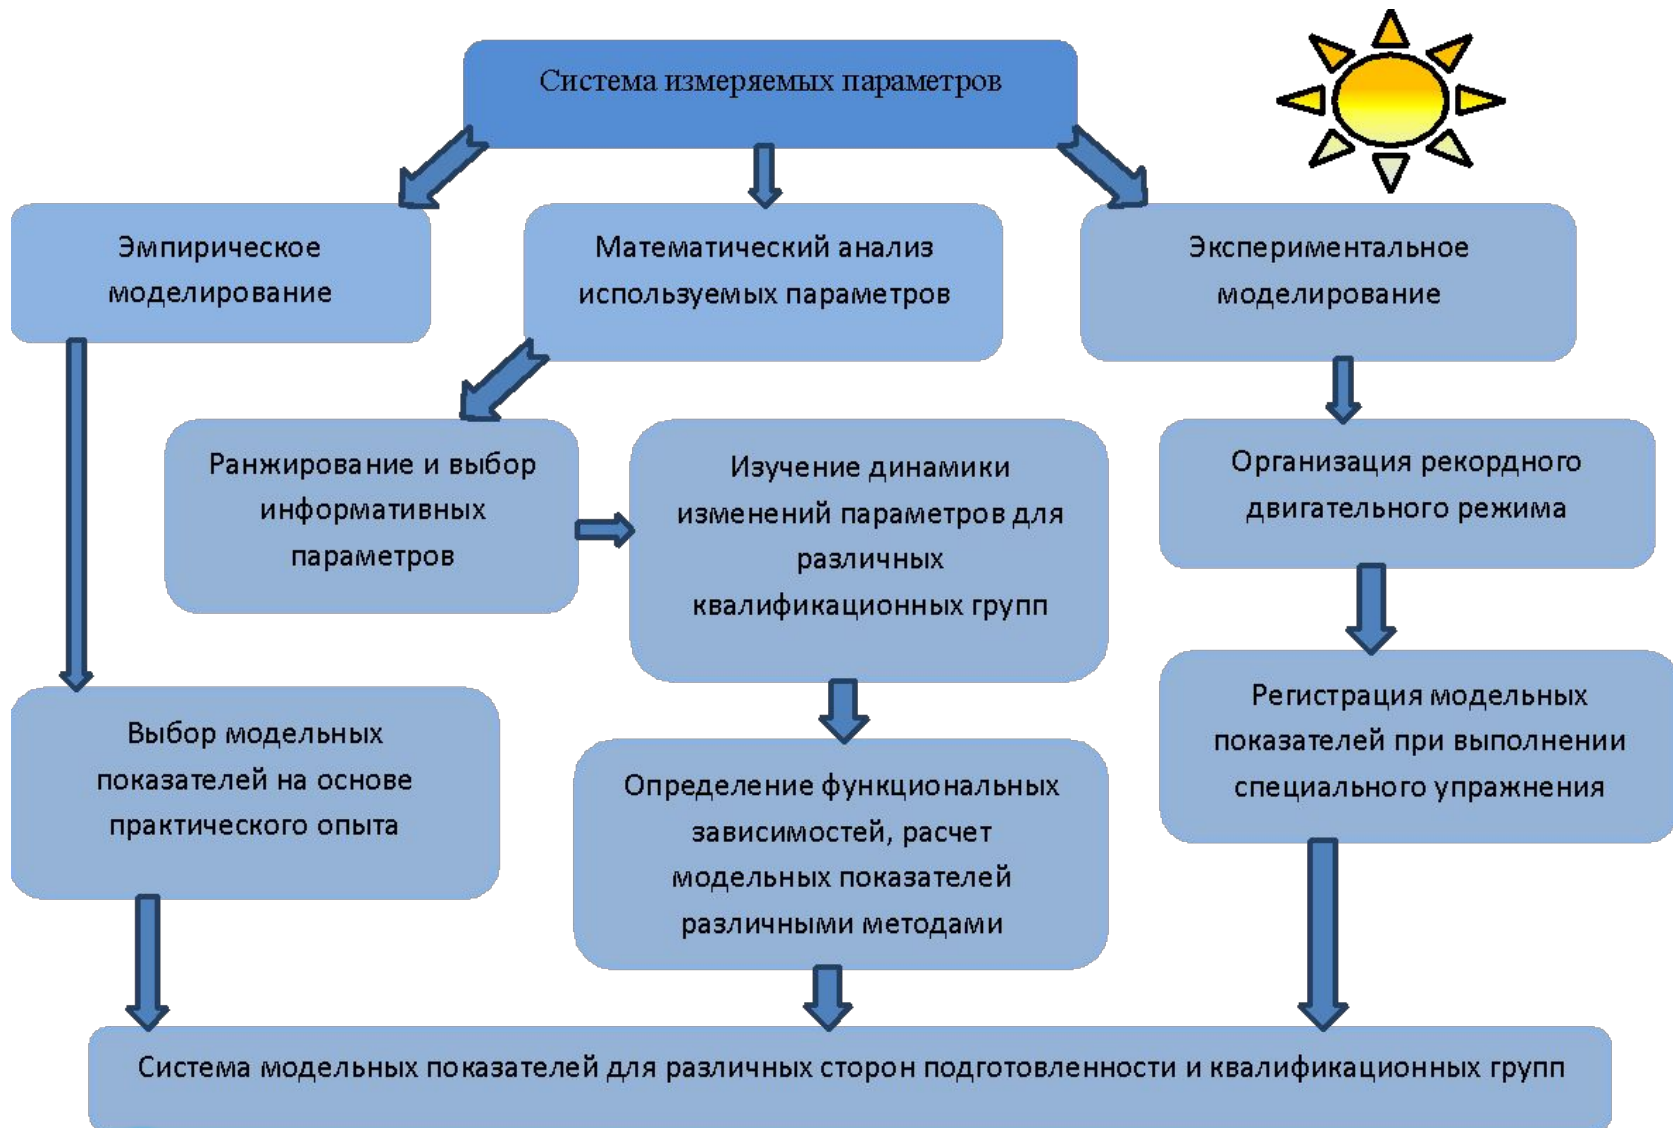 Система измеряемых параметров
Эмпирическое
моделирование
Математический анализ
используемых параметров
Экспериментальное
моделирование
Ранжирование и выбор
информативных
параметров
Изучение динамики
изменений параметров для
различных
квалификационных групп
Организация рекордного
двигательного режима
Выбор модельных
показателей на основе
практического опыта
Определение функциональных
зависимостей, расчет
модельных показателей
различными методами
Регистрация модельных
показателей при выполнении
специального упражнения
Система модельных показателей для различных сторон подготовленности и квалификационных групп